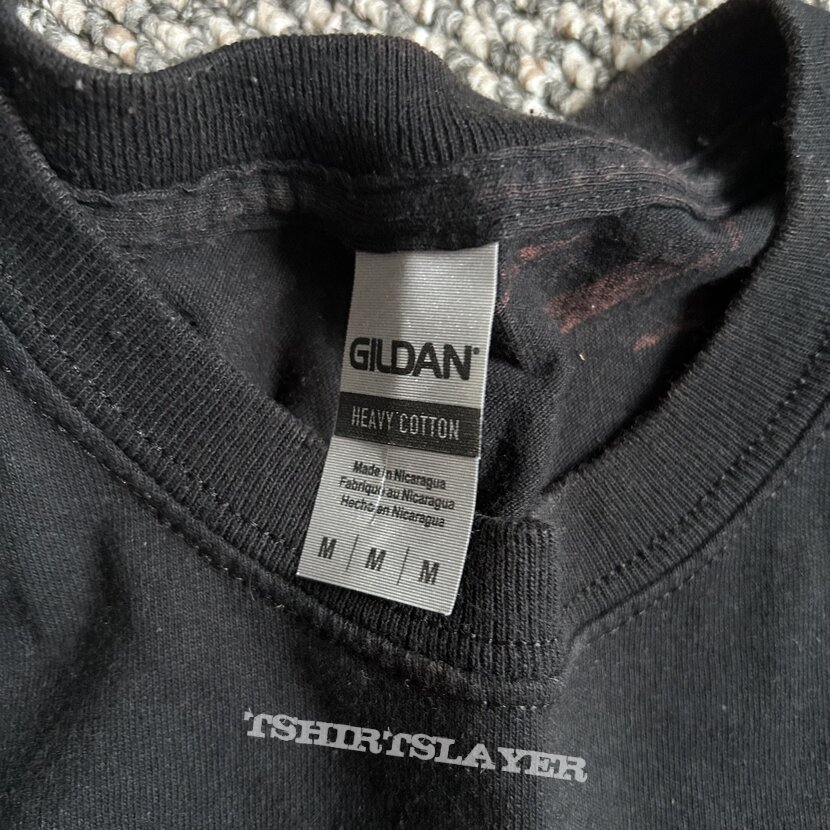 GILDAN®
HEAVY COTTON
Made in Nicaragua
Fabriqué au Nicaragua
Hecho en Nicaragua
M | M | M
TSHIRTSLAYER